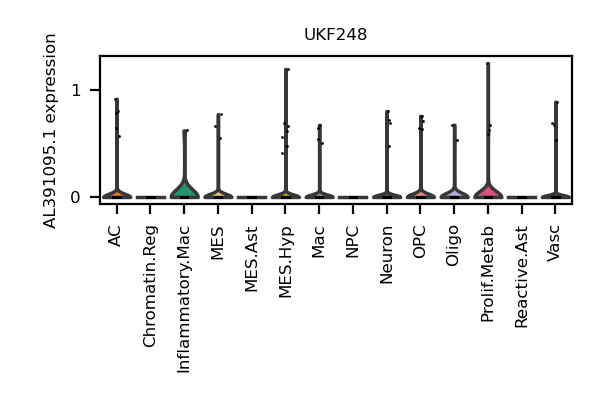 UKF248
AL391095.1 expression
1
0
AC
Chromatin.Reg
Inflammatory.Mac
MES
MES.Ast
MES.Hyp
Mac
NPC
Neuron
OPC
Oligo
Prolif.Metab
Reactive.Ast
Vasc